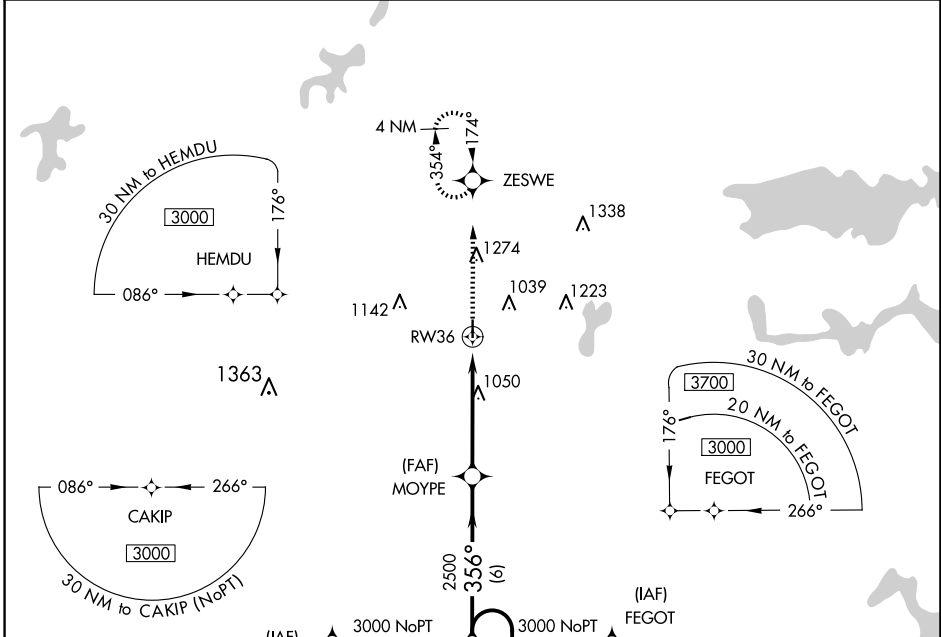 4 NM
174°
354°
ZESWE
30 NM to HEMDU
3000
176°
HEMDU
086°
1338
1274
1142
1039
1223
RW36
1363
1050
30 NM to FEGOT
3700
20 NM to FEGOT
176°
3000
FEGOT
266°
(FAF)
MOYPE
086°
266°
CAKIP
3000
30 NM to CAKIP (NoPT)
2500
356°
(6)
(IAF)
FEGOT
(IAF)
3000 NoPT
3000 NoPT